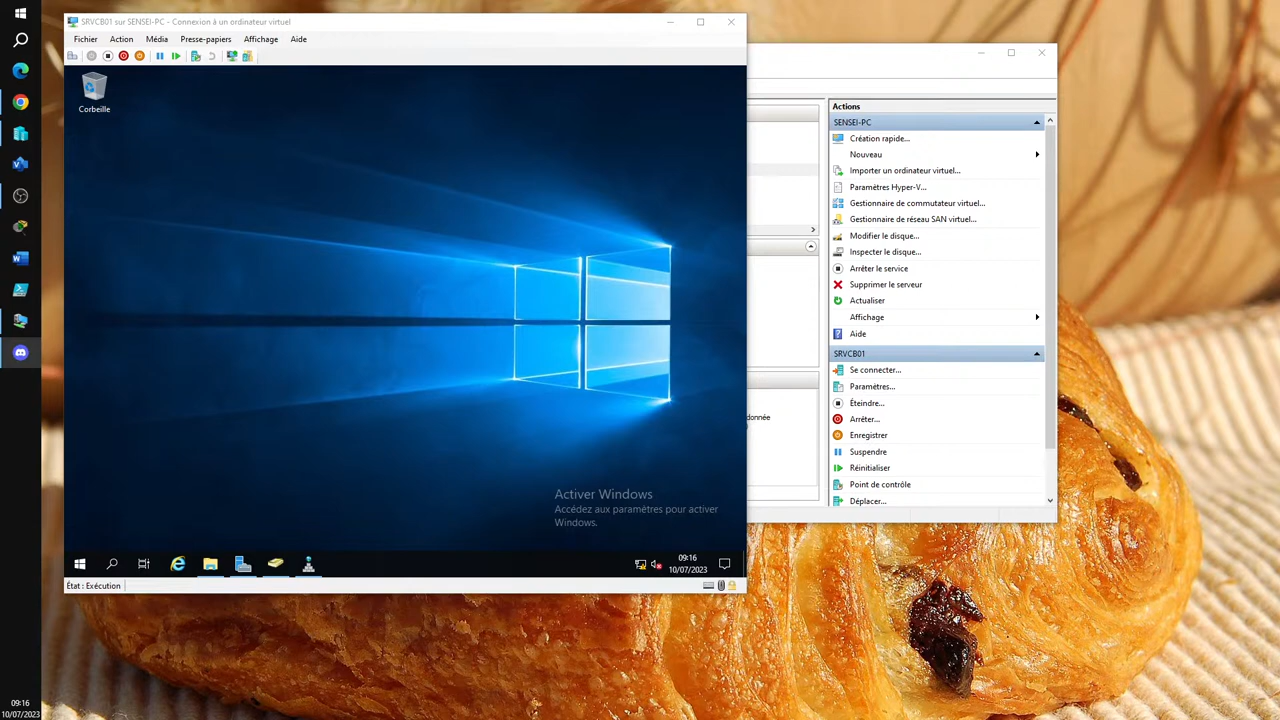 SRVCB01 sur SENSEI-PC - Connexion à un ordinateur virtuel
Fichier Action Média Presse-papiers Affichage Aide
Corbeille
Activer Windows
Accédez aux paramètres pour activer
Windows.
09:16
10/07/2023
État : Exécution
donnée
Actions
SENSEI-PC
Création rapide...
Nouveau
Importer un ordinateur virtuel...
Paramètres Hyper-V...
Gestionnaire de commutateur virtuel...
Gestionnaire de réseau SAN virtuel...
Modifier le disque...
Inspecter le disque...
Arrêter le service
Supprimer le serveur
Actualiser
Affichage
Aide
SRVCB01
Se connecter...
Paramètres...
Éteindre...
Arrêter...
Enregistrer
Suspendre
Réinitialiser
Point de contrôle
Déplacer...
09:16
10/07/2023